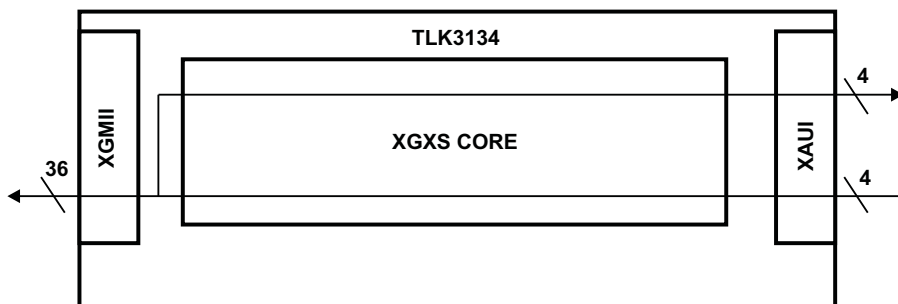 TLK3134
XGMII
XGXS CORE
XAUI
36
4
4